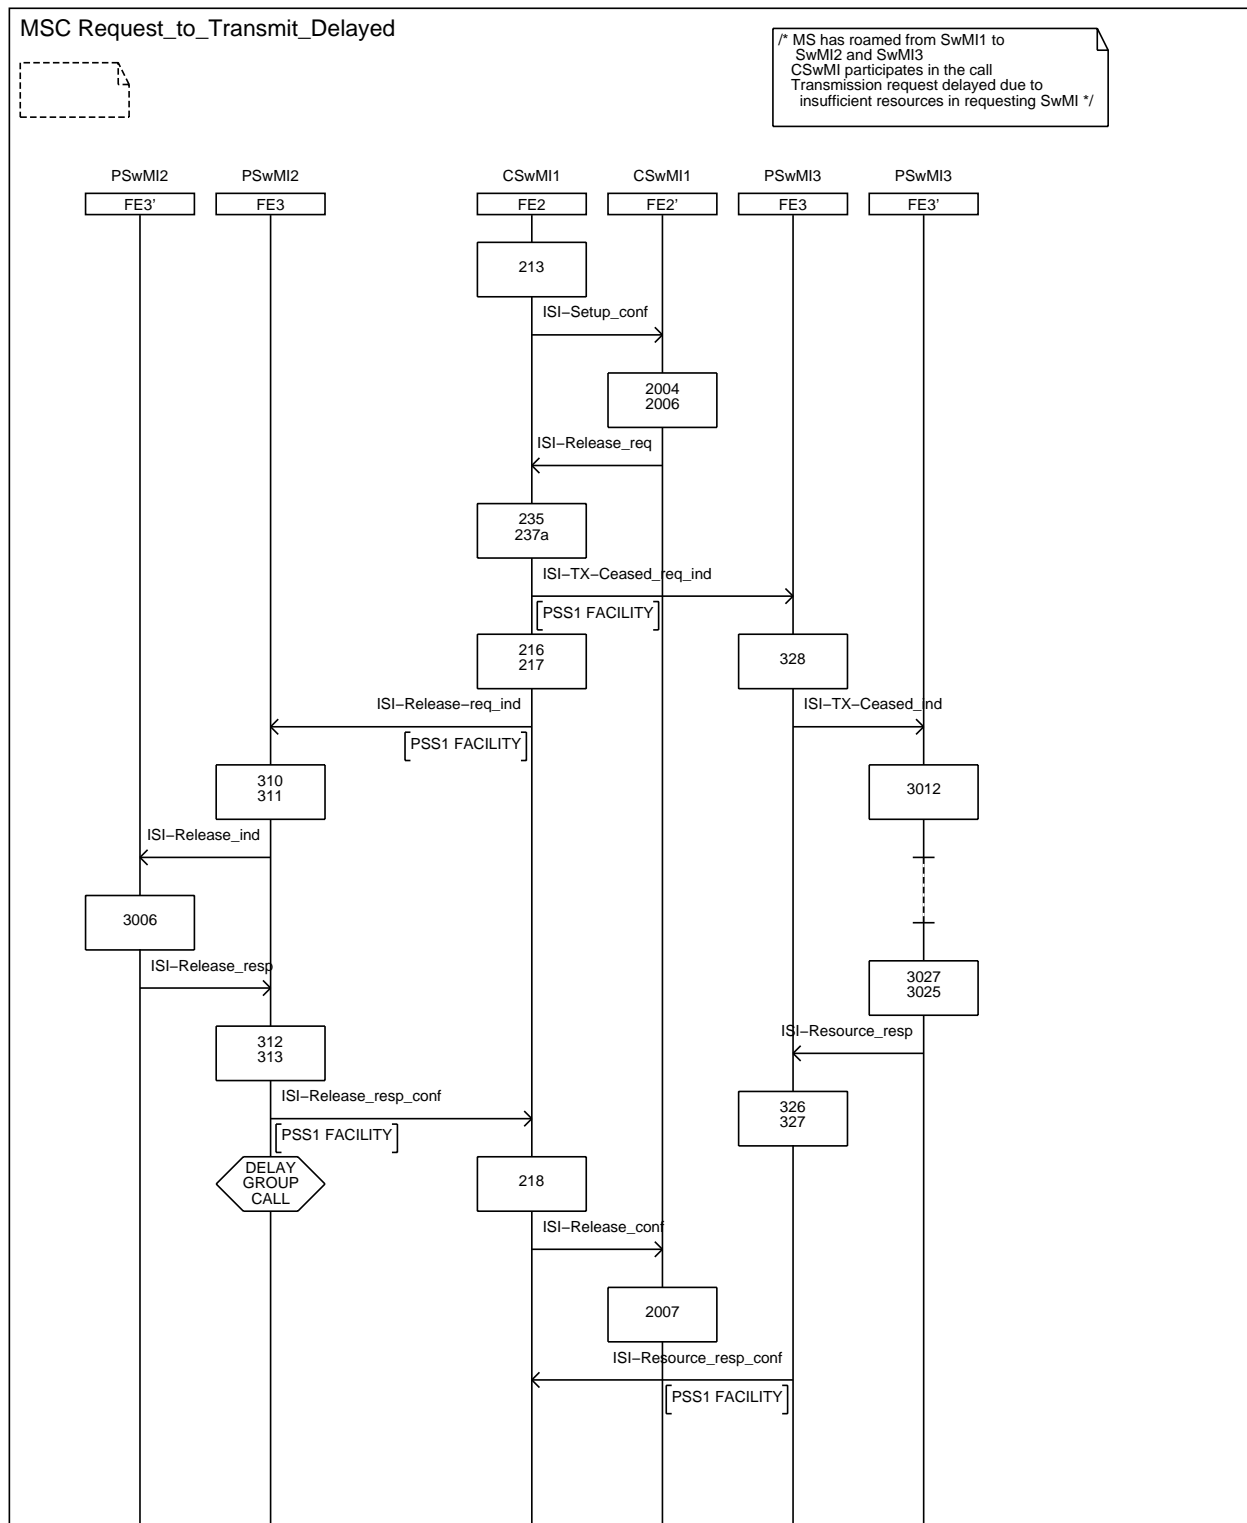 MSC Request_to_Transmit_Delayed
/* MS has roamed from SwMI1 to
SwMI2 and SwMI3
CSwMI participates in the call
Transmission request delayed due to
insufficient resources in requesting SwMI */
PSwMI2 PSwMI2 CSwMI1 CSwMI1 PSwMI3 PSwMI3
FE3' FE3 FE2 FE2' FE3 FE3'
213
ISI−Setup_conf
2004
2006
ISI−Release_req
235
237a
ISI−TX−Ceased_req_ind
PSS1 FACILITY
216
217
328
ISI−Release−req_ind
ISI−TX−Ceased_ind
PSS1 FACILITY
310
311
3012
ISI−Release_ind
3006
ISI−Release_resp
3027
3025
ISI−Resource_resp
312
313
ISI−Release_resp_conf
326
327
PSS1 FACILITY
DELAY
GROUP
CALL
218
ISI−Release_conf
2007
ISI−Resource_resp_conf
PSS1 FACILITY